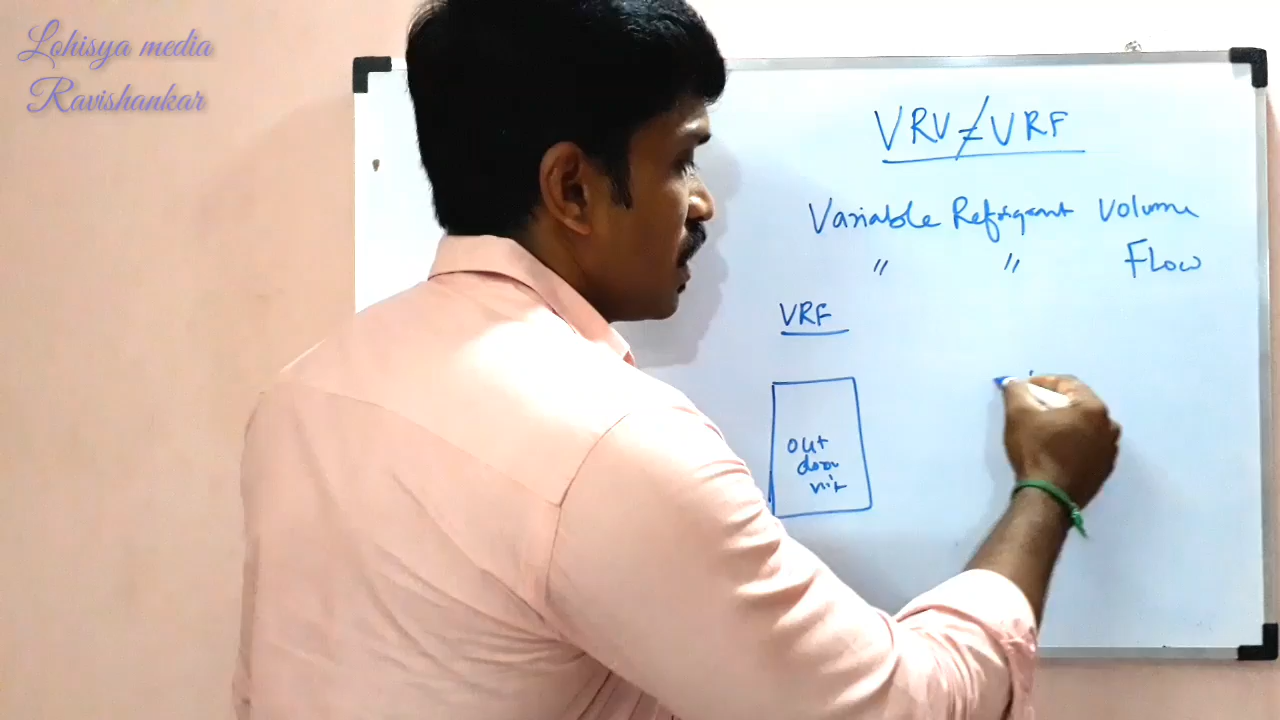 Lohisya media
Ravishankar
VRV ≠ VRF
Variable Refrigerant Volume
" " Flow
VRF
out
door
unit